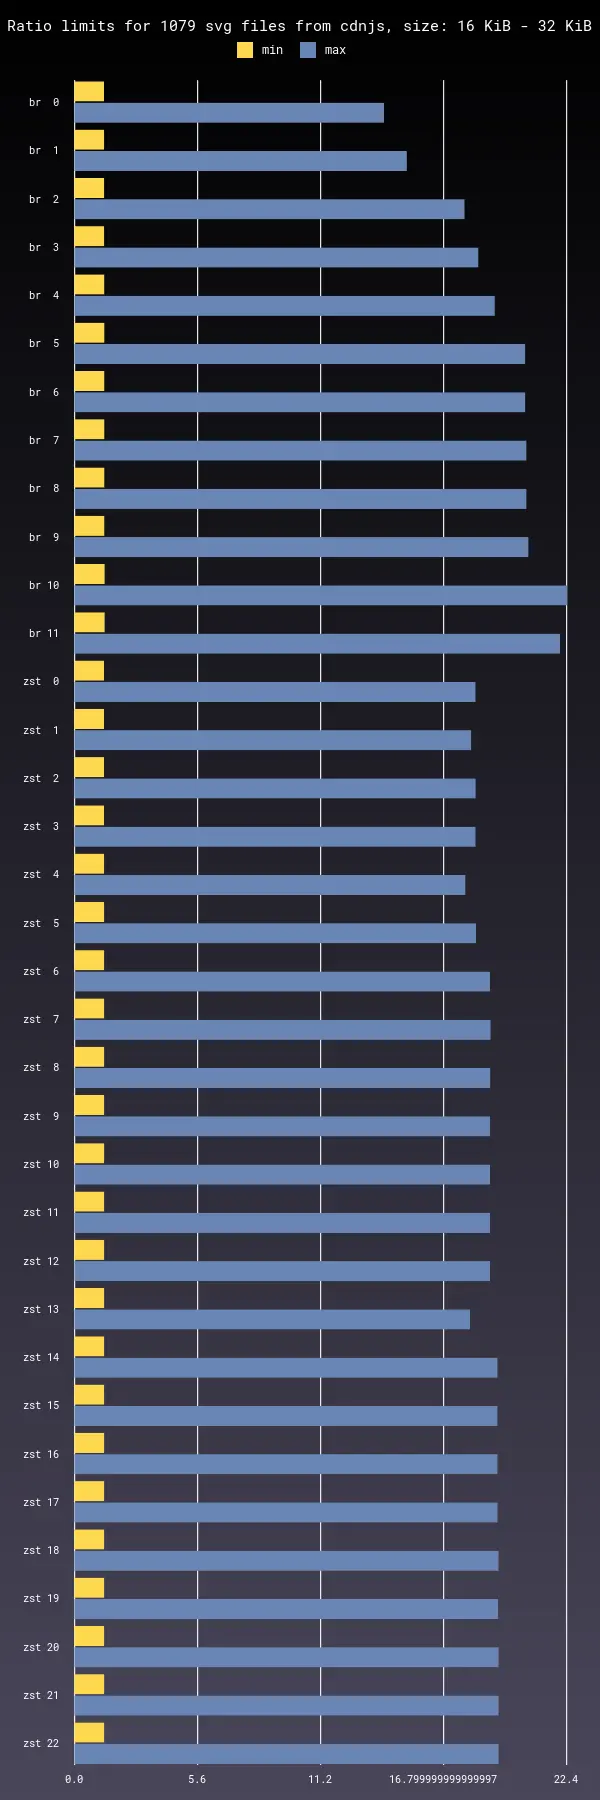 Ratio limits for 1079 svg files from cdnjs, size: 16 KiB - 32 KiB
min max
br 0
br 1
br 2
br 3
br 4
br 5
br 6
br 7
br 8
br 9
br 10
br 11
zst 0
zst 1
zst 2
zst 3
zst 4
zst 5
zst 6
zst 7
zst 8
zst 9
zst 10
zst 11
zst 12
zst 13
zst 14
zst 15
zst 16
zst 17
zst 18
zst 19
zst 20
zst 21
zst 22
0.0 5.6 11.2 16.799999999999997 22.4